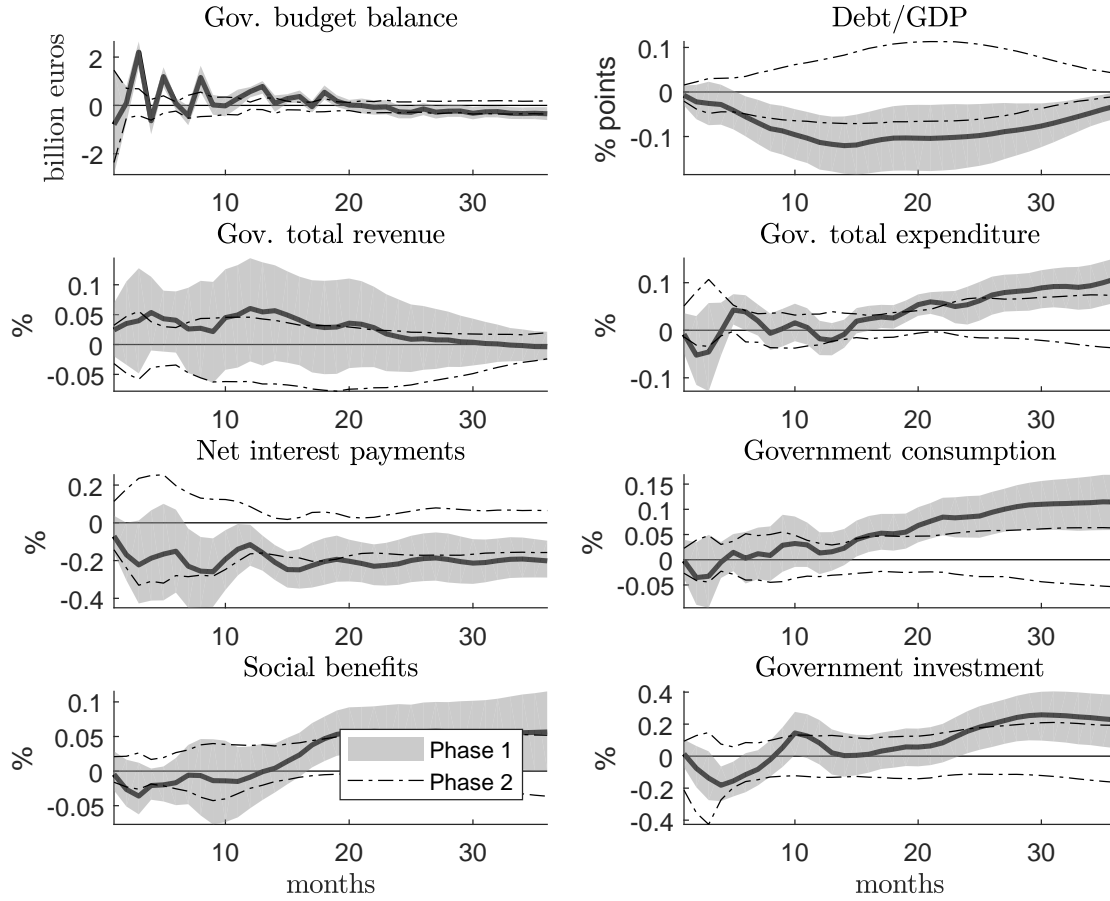 Gov. budget balance
billion euros
2
0
-2
10 20 30
Debt/GDP
% points
0.1
0
-0.1
10 20 30
Gov. total revenue
%
0.1
0.05
0
-0.05
10 20 30
Gov. total expenditure
%
0.1
0
-0.1
10 20 30
Net interest payments
%
0.2
0
-0.2
-0.4
10 20 30
Government consumption
%
0.15
0.1
0.05
0
-0.05
10 20 30
Social benefits
%
0.1
0.05
0
-0.05
Phase 1
Phase 2
10 20 30
months
Government investment
%
0.4
0.2
0
-0.2
-0.4
10 20 30
months